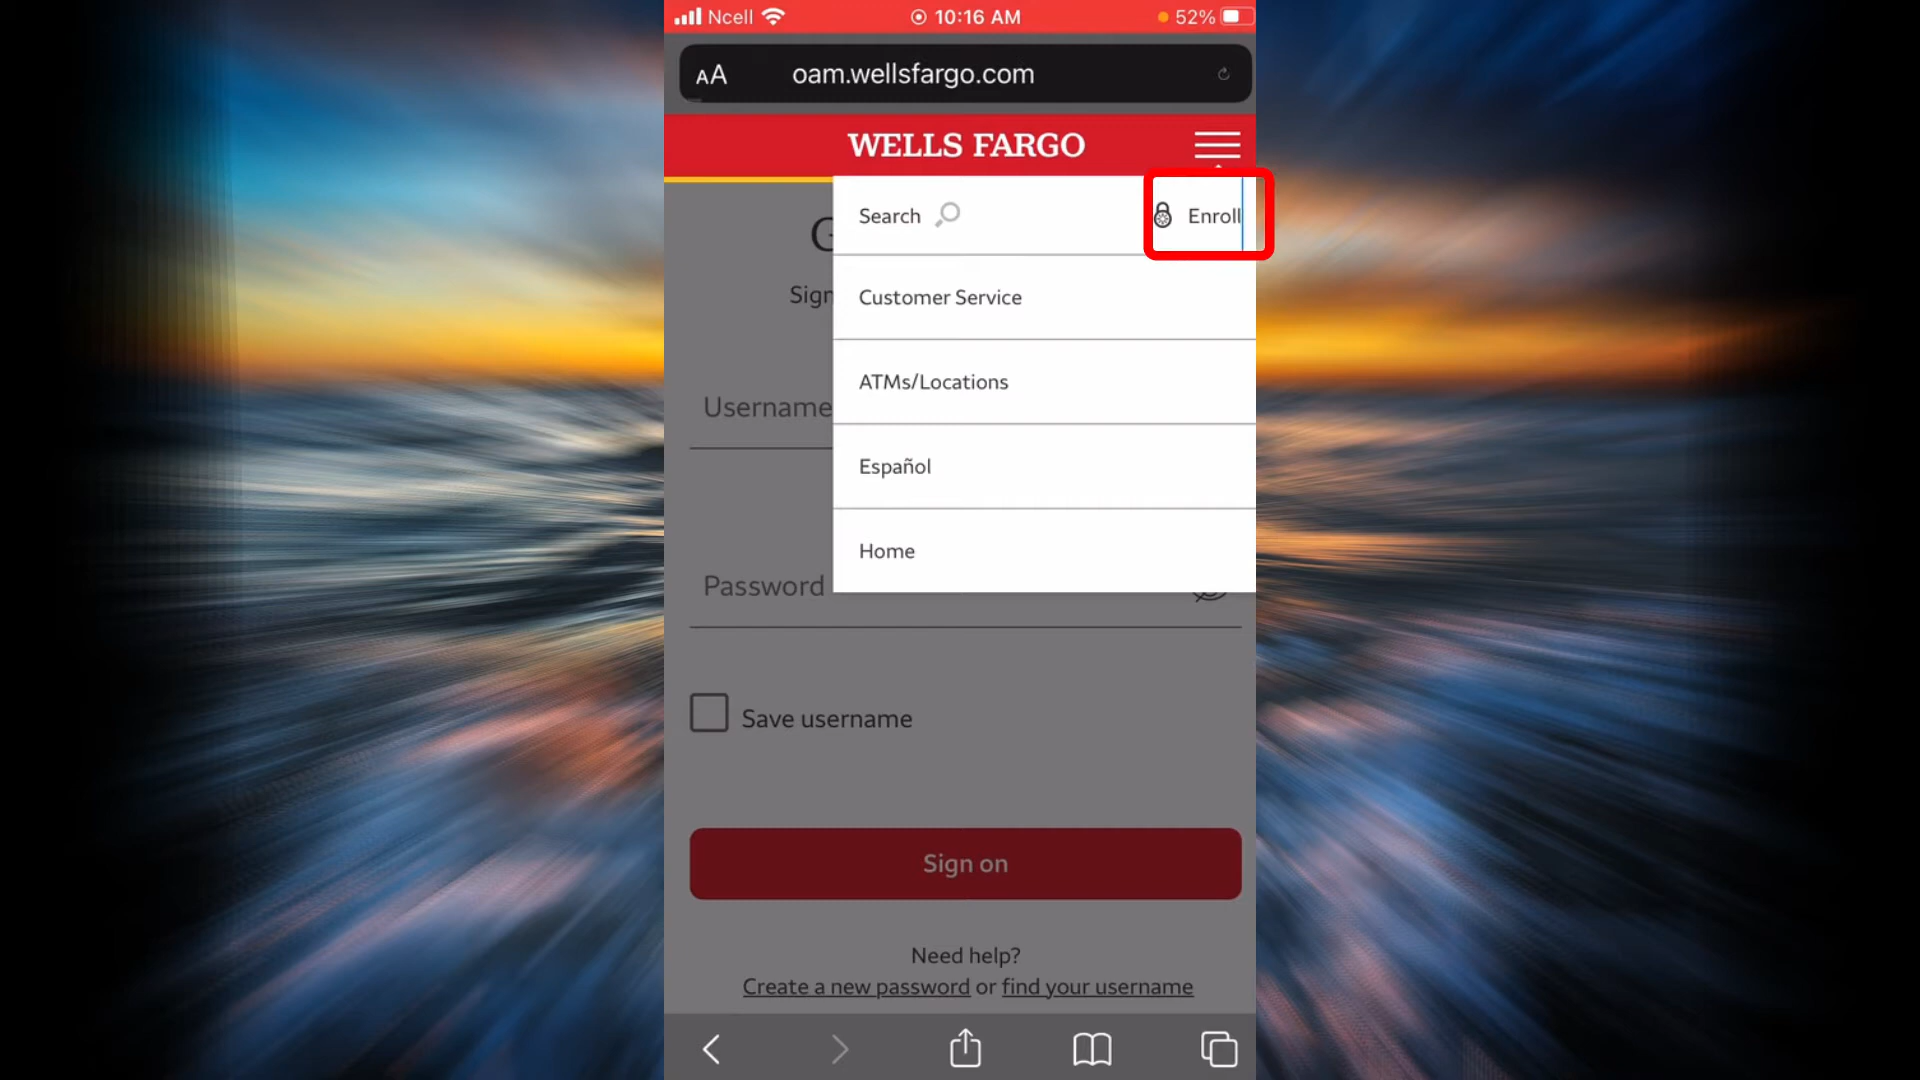 Ncell 10:16 AM 52%
AA oam.wellsfargo.com
WELLS FARGO
Search Enroll
G
Sign
Customer Service
ATMs/Locations
Username
Español
Home
Password
Save username
Sign on
Need help?
Create a new password or find your username